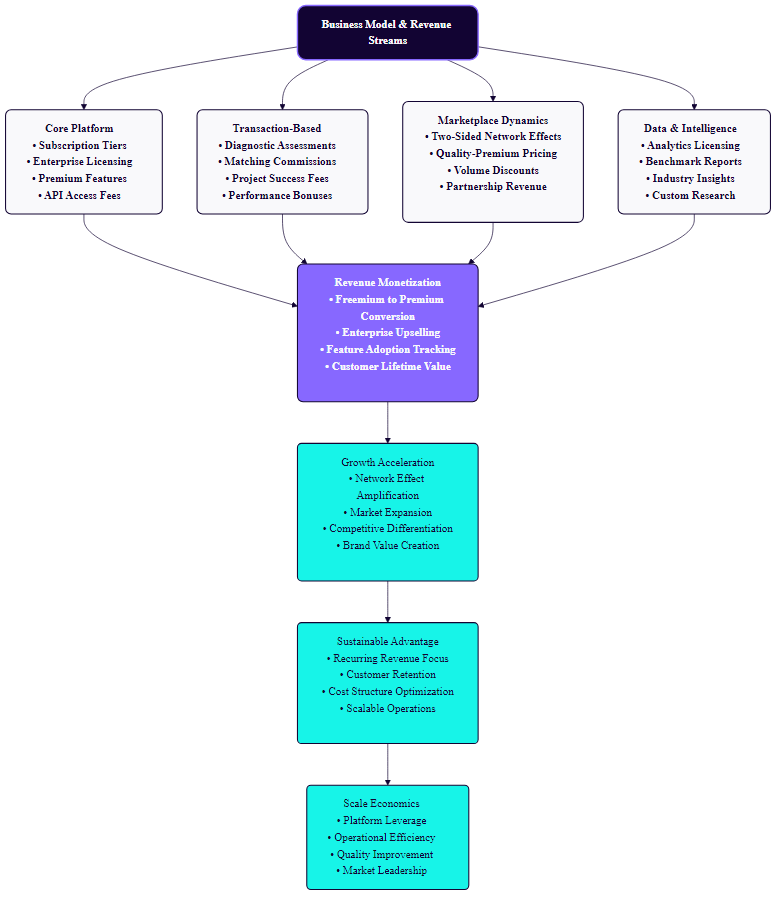 Business Model & Revenue
Streams
Core Platform
• Subscription Tiers
• Enterprise Licensing
• Premium Features
• API Access Fees
Transaction-Based
• Diagnostic Assessments
• Matching Commissions
• Project Success Fees
• Performance Bonuses
Marketplace Dynamics
• Two-Sided Network Effects
• Quality-Premium Pricing
• Volume Discounts
• Partnership Revenue
Data & Intelligence
• Analytics Licensing
• Benchmark Reports
• Industry Insights
• Custom Research
Revenue Monetization
• Freemium to Premium
Conversion
• Enterprise Upselling
• Feature Adoption Tracking
• Customer Lifetime Value
Growth Acceleration
• Network Effect
Amplification
• Market Expansion
• Competitive Differentiation
• Brand Value Creation
Sustainable Advantage
• Recurring Revenue Focus
• Customer Retention
• Cost Structure Optimization
• Scalable Operations
Scale Economics
• Platform Leverage
• Operational Efficiency
• Quality Improvement
• Market Leadership